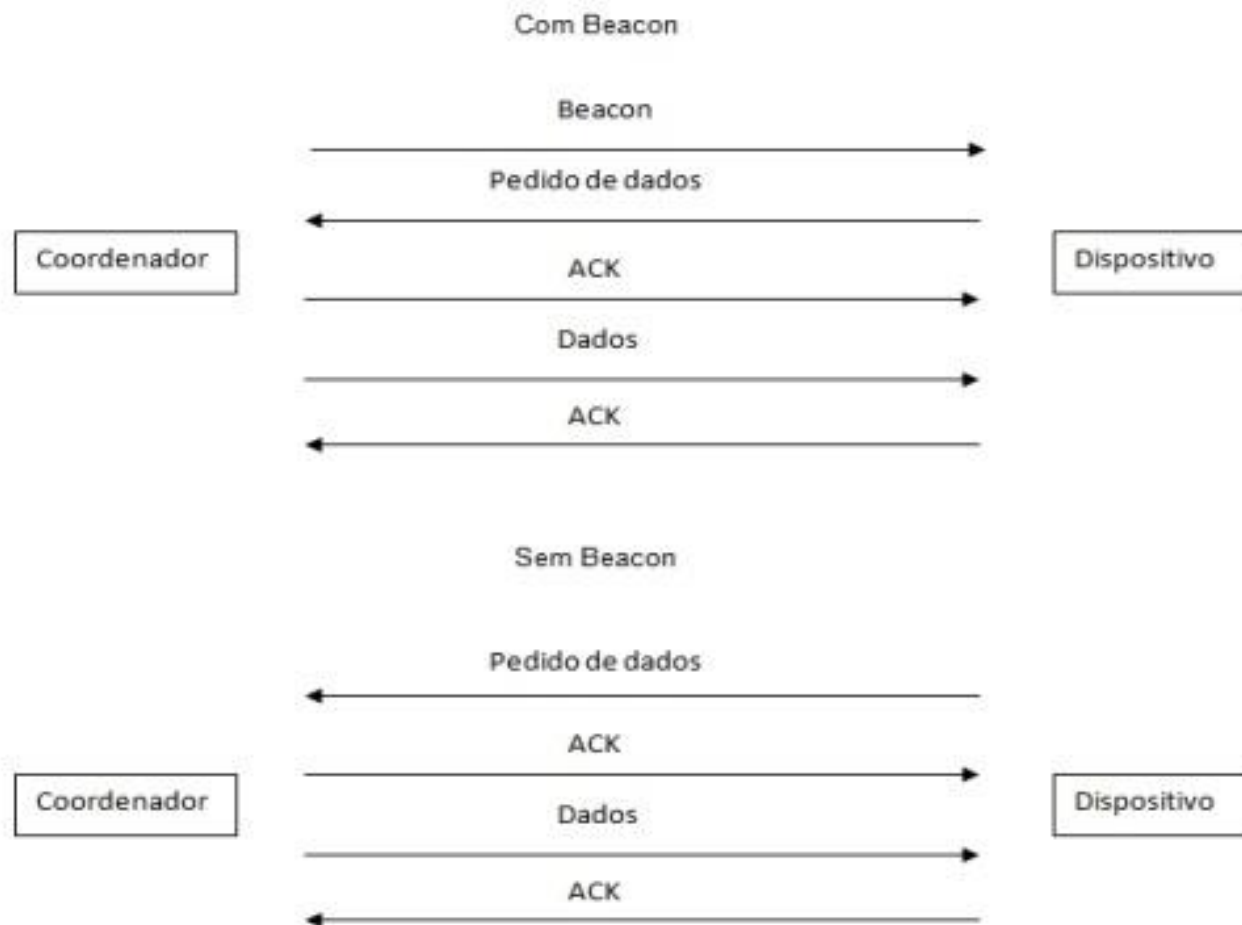 Com Beacon
Beacon
Pedido de dados
Coordenador
ACK
Dispositivo
Dados
ACK
Sem Beacon
Pedido de dados
ACK
Coordenador
Dispositivo
Dados
ACK